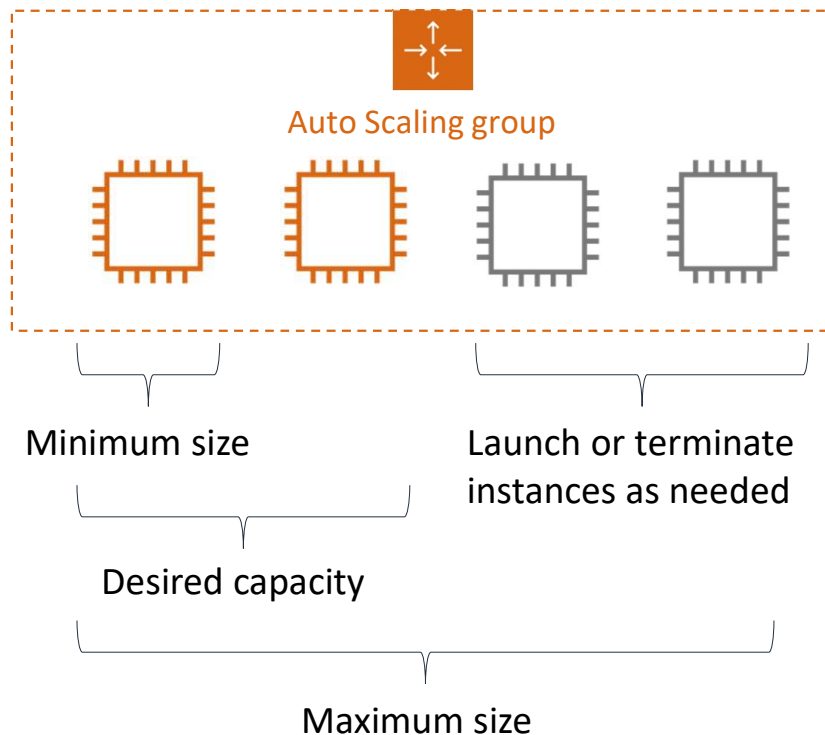 Auto Scaling group
Minimum size
Launch or terminate
instances as needed
Desired capacity
Maximum size